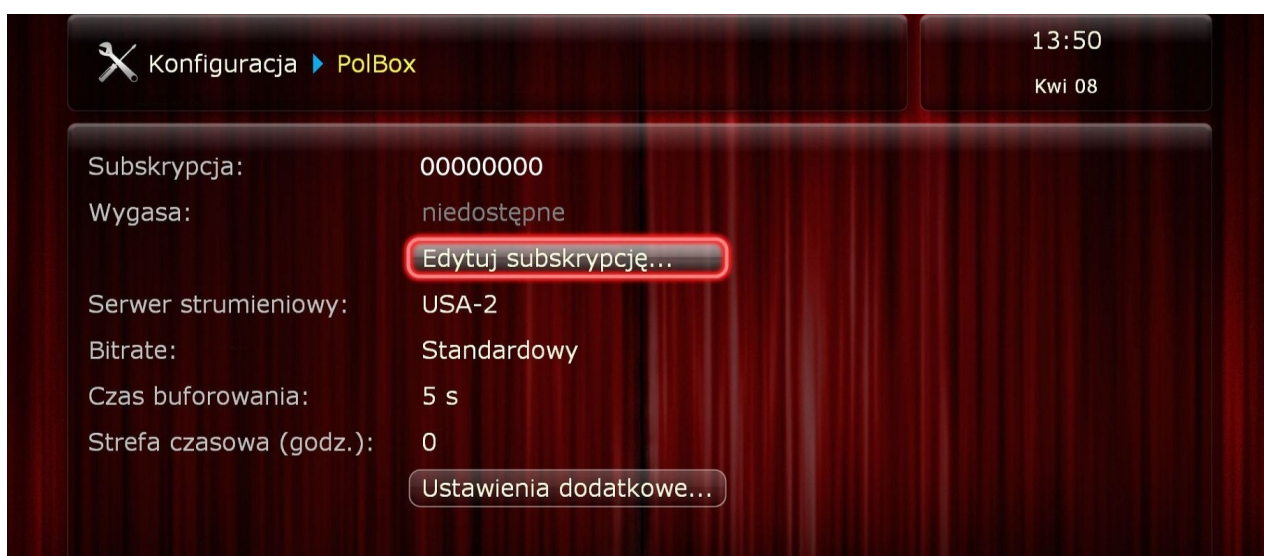 Konfiguracja PolBox
13:50
Kwi 08
Subskrypcja: 00000000
Wygasa: niedostępne
Edytuj subskrypcję...
Serwer strumieniowy: USA-2
Bitrate: Standardowy
Czas buforowania: 5 s
Strefa czasowa (godz.): 0
Ustawienia dodatkowe...